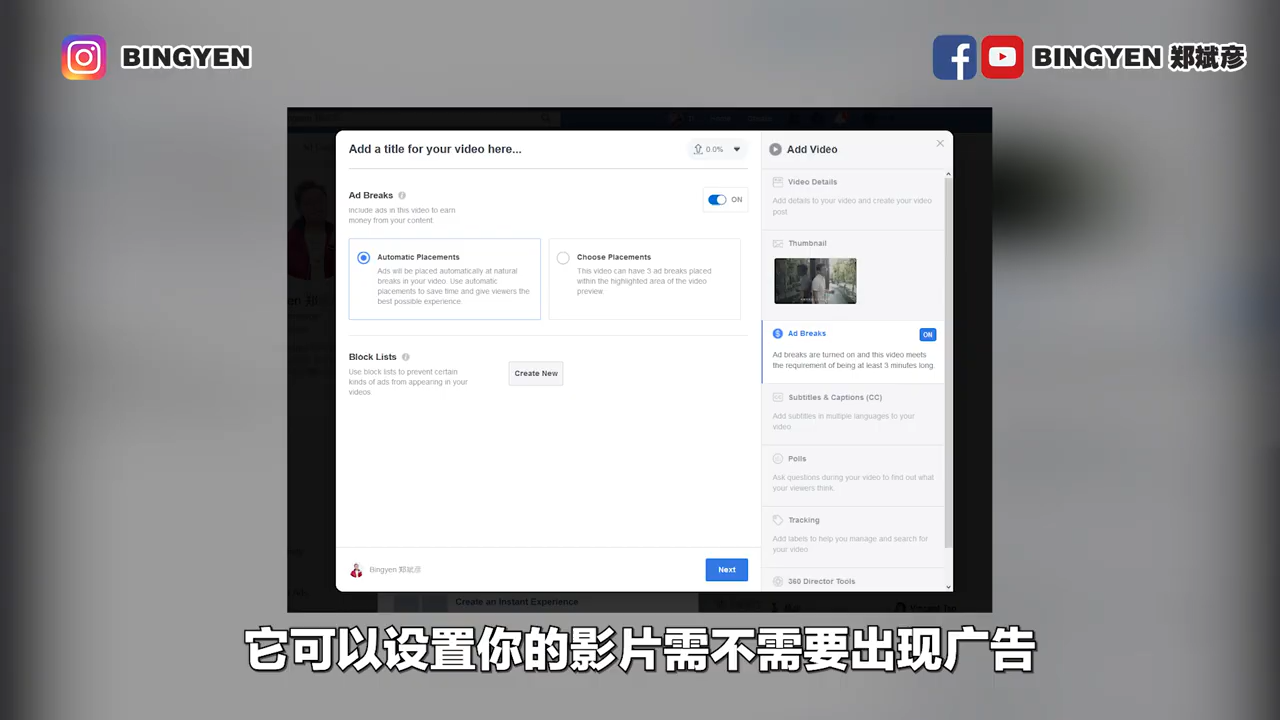 BINGYEN
BINGYEN 郑斌彦
Add a title for your video here...
0.0%
Ad Breaks
Include ads in this video to earn
money from your content
ON
Automatic Placements
Ads will be placed automatically at natural
breaks in your video. Use automatic
placements to save time and give viewers the
best possible experience
Choose Placements
This video can have 3 ad breaks placed
within the highlighted area of the video
preview
Block Lists
Use block lists to prevent certain
kinds of ads from appearing in your
videos
Create New
Bingyen 郑斌彦
Next
Add Video
Video Details
Add details to your video and create your video
post
Thumbnail
Ad Breaks
ON
Ad breaks are turned on and this video meets
the requirement of being at least 3 minutes long.
Subtitles & Captions (CC)
Add subtitles in multiple languages to your
video
Polls
Ask questions during your video to find out what
your viewers think.
Tracking
Add labels to help you manage and search for
your video
360 Director Tools
Create an Instant Experience
它可以设置你的影片需不需要出现广告